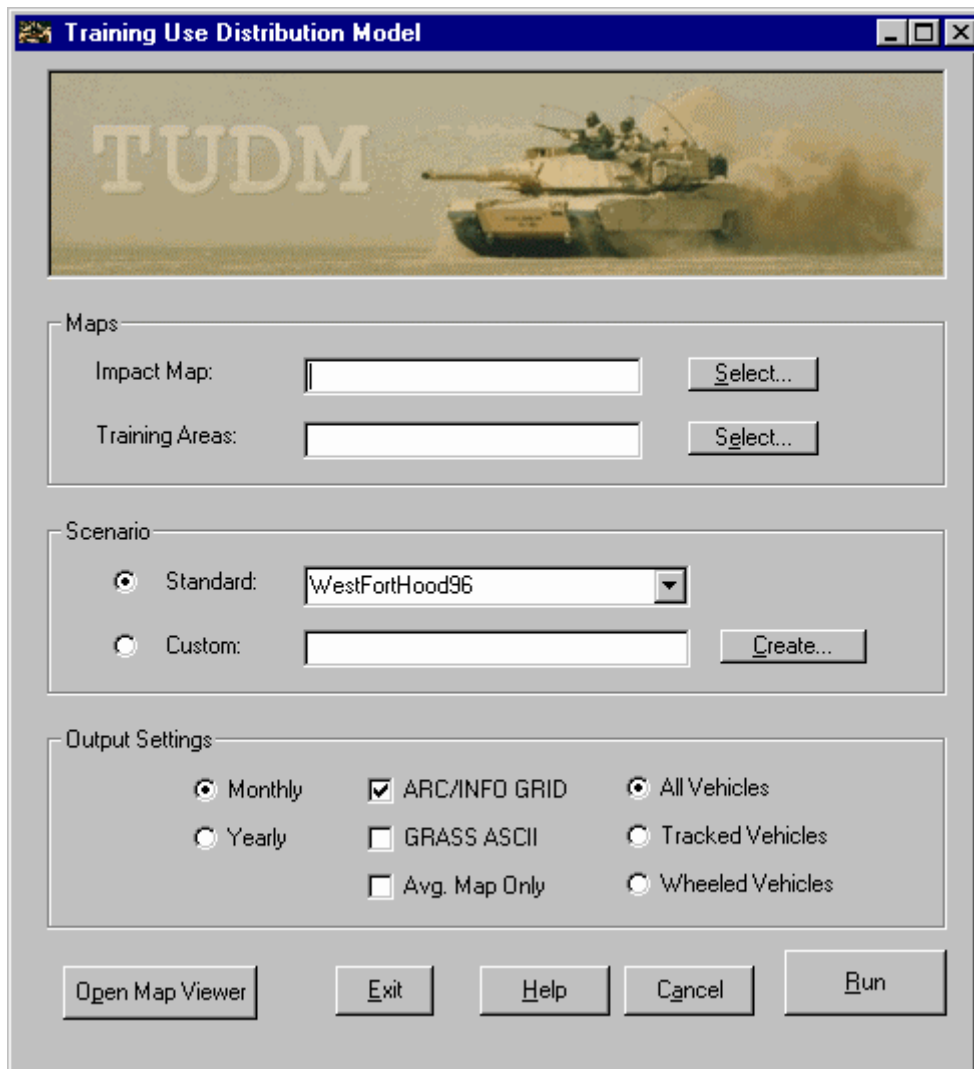 Training Use Distribution Model
TUDM
Maps
Impact Map:
Select...
Training Areas:
Select...
Scenario
Standard:
WestFortHood96
Custom:
Create...
Output Settings
Monthly
ARC/INFO GRID
All Vehicles
Yearly
GRASS ASCII
Tracked Vehicles
Avg. Map Only
Wheeled Vehicles
Open Map Viewer
Exit
Help
Cancel
Run